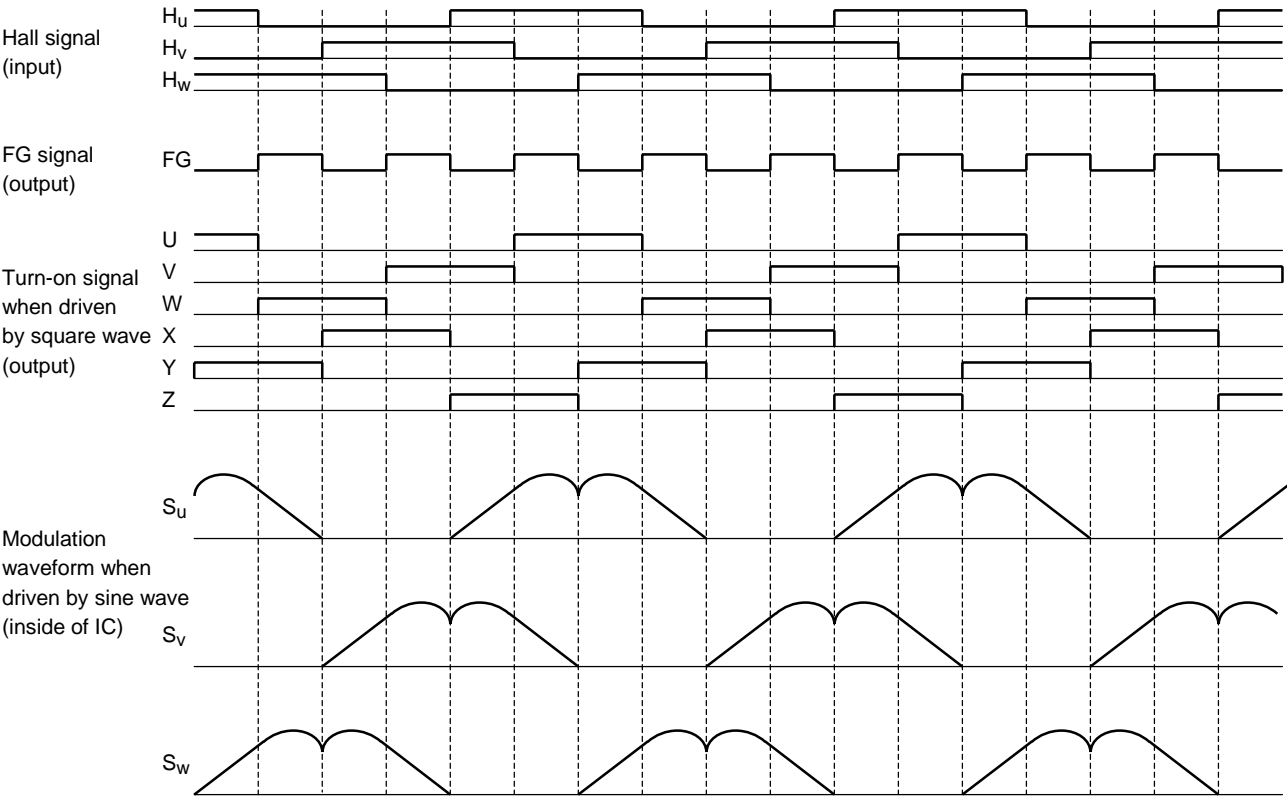 Hall signal
(input)
Hu
Hv
Hw
FG signal
(output)
FG
Turn-on signal
when driven
by square wave
(output)
U
V
W
X
Y
Z
Modulation
waveform when
driven by sine wave
(inside of IC)
Su
Sv
Sw